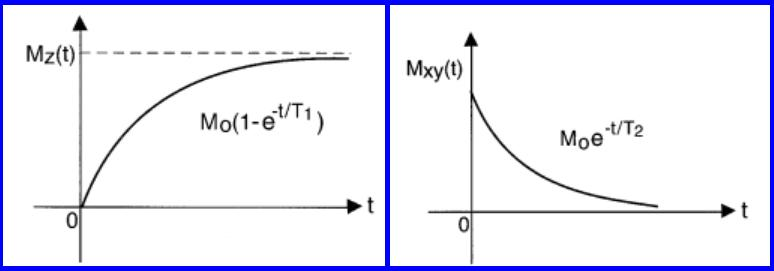 Mz(t)
Mo(1-e-t/T1)
0
t
Mxy(t)
Moe-t/T2
0
t